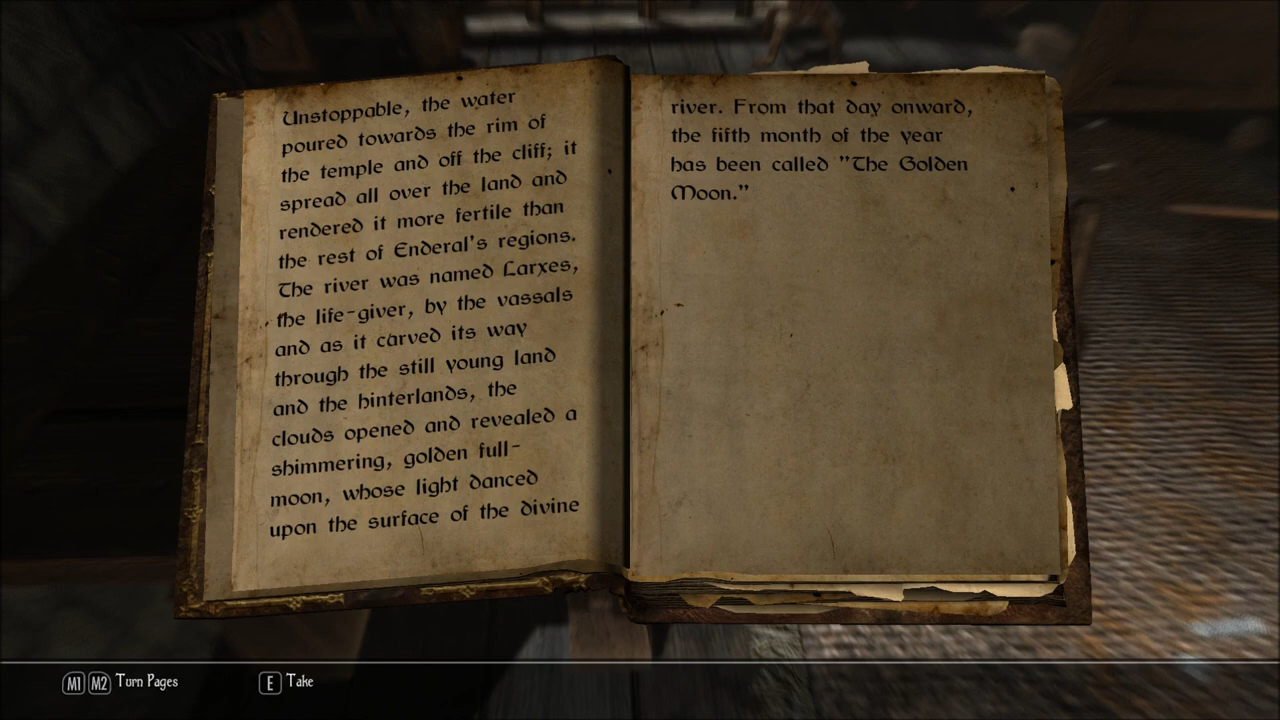 Unstoppable, the water
poured towards the rim of
the temple and off the cliff; it
spread all over the land and
rendered it more fertile than
the rest of Enderal's regions.
The river was named Larxes,
the life-giver, by the vassals
and as it carved its way
through the still young land
and the hinterlands, the
clouds opened and revealed a
shimmering, golden full-
moon, whose light danced
upon the surface of the divine
river. From that day onward,
the fifth month of the year
has been called "The Golden
Moon."
M1 M2 Turn Pages
E Take